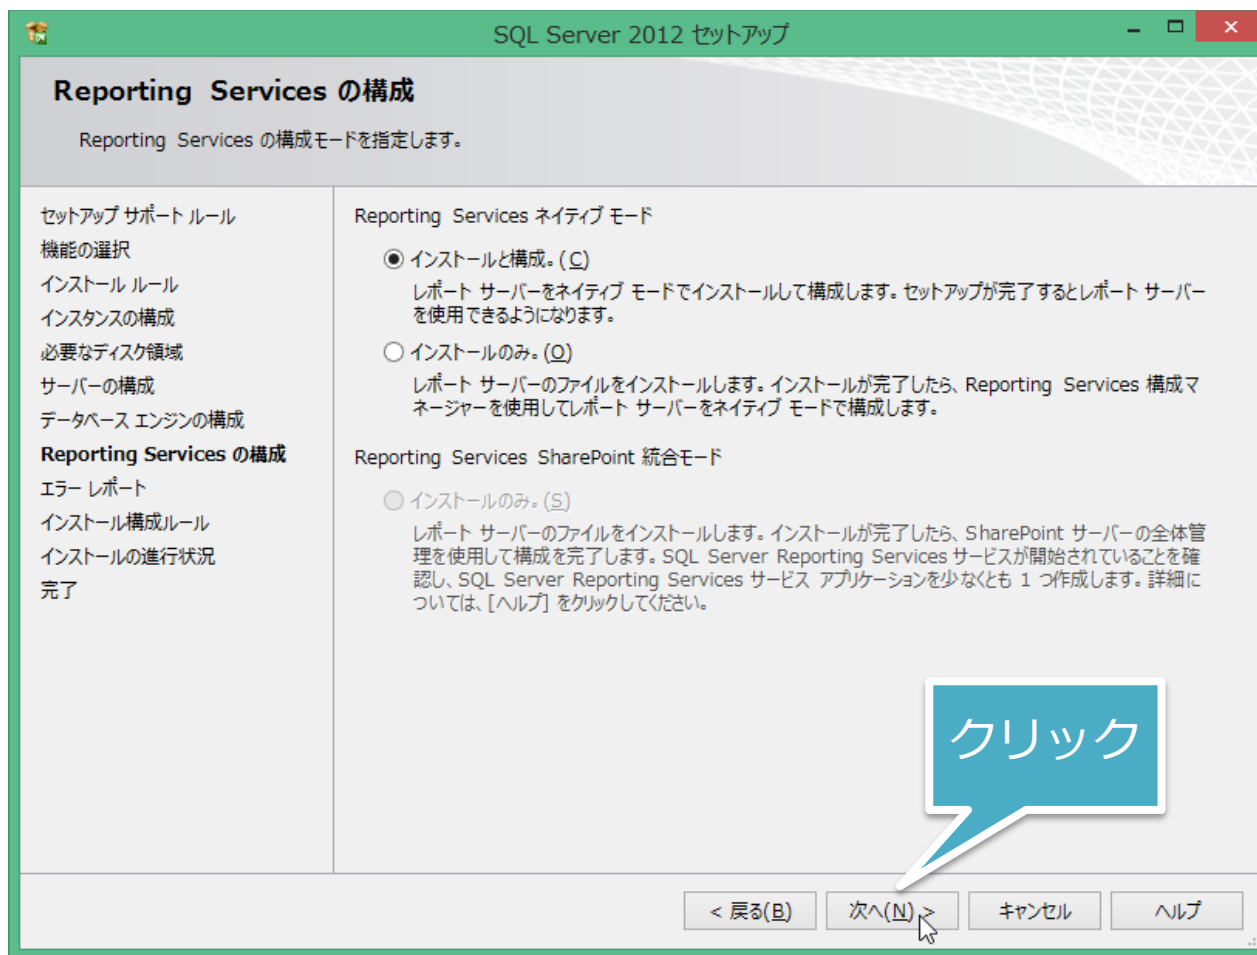 SQL Server 2012 セットアップ
Reporting Services の構成
Reporting Services の構成モードを指定します。
セットアップ サポート ルール
機能の選択
インストール ルール
インスタンスの構成
必要なディスク領域
サーバーの構成
データベース エンジンの構成
Reporting Services の構成
エラー レポート
インストール構成ルール
インストールの進行状況
完了
Reporting Services ネイティブ モード
インストールと構成。(C)
レポート サーバーをネイティブ モードでインストールして構成します。セットアップが完了するとレポート サーバー
を使用できるようになります。
インストールのみ。(O)
レポート サーバーのファイルをインストールします。インストールが完了したら、Reporting Services 構成マ
ネージャーを使用してレポート サーバーをネイティブ モードで構成します。
Reporting Services SharePoint 統合モード
インストールのみ。(S)
レポート サーバーのファイルをインストールします。インストールが完了したら、SharePoint サーバーの全体管
理を使用して構成を完了します。SQL Server Reporting Services サービスが開始されていることを確
認し、SQL Server Reporting Services サービス アプリケーションを少なくとも 1 つ作成します。詳細に
ついては、[ヘルプ] をクリックしてください。
クリック
< 戻る(B)
次へ(N) >
キャンセル
ヘルプ